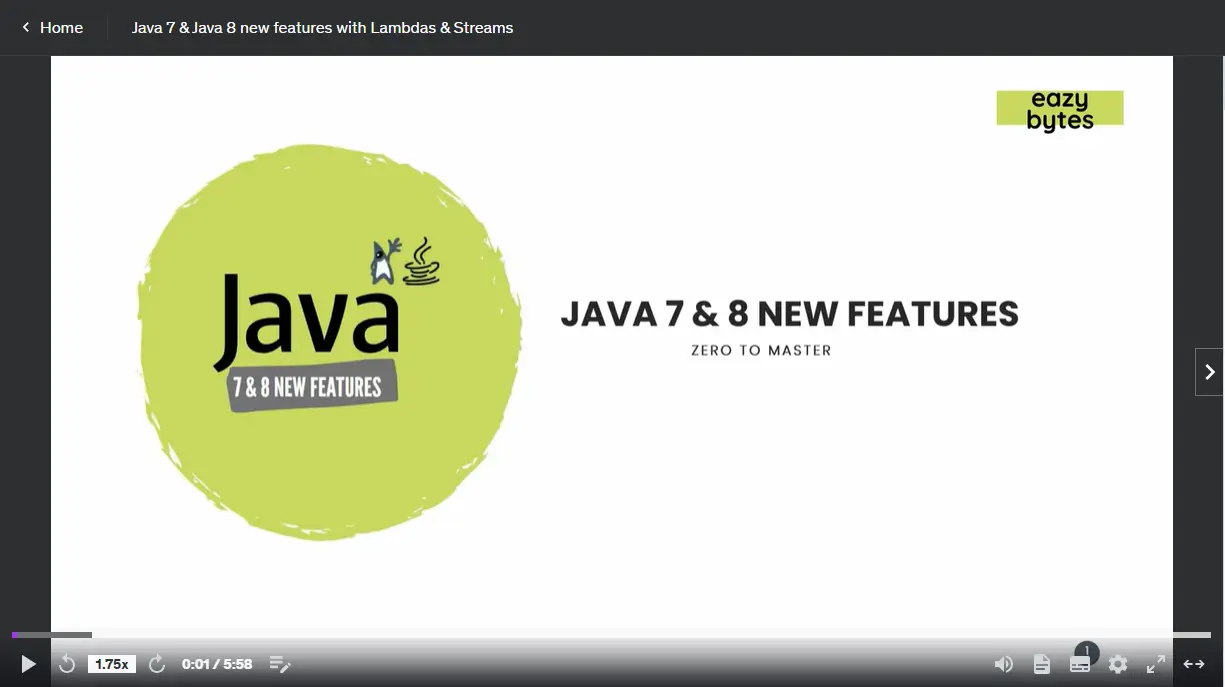 Home
Java 7 & Java 8 new features with Lambdas & Streams
eazy
bytes
Java
7 & 8 NEW FEATURES
JAVA 7 & 8 NEW FEATURES
ZERO TO MASTER
1.75x
0:01 / 5:58
1